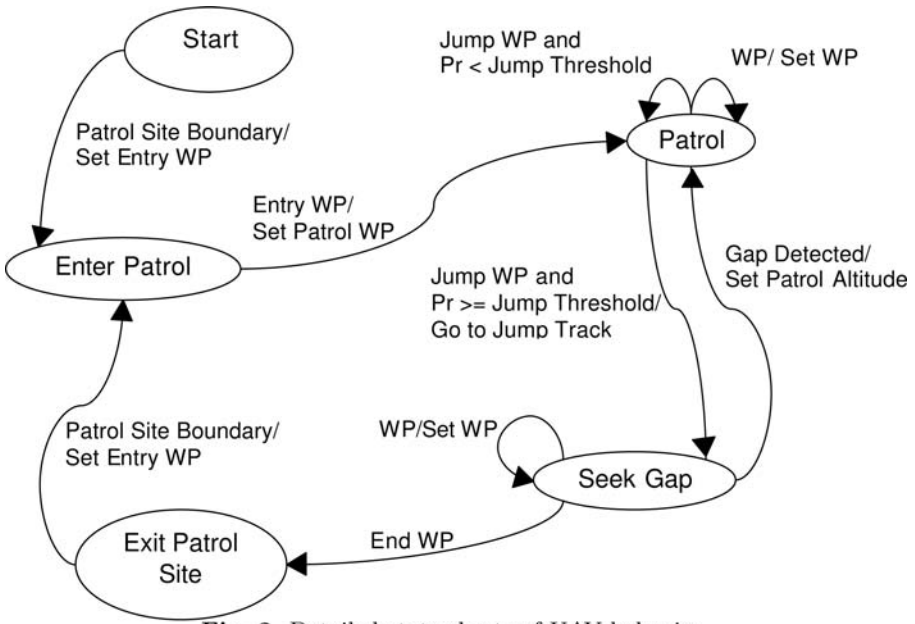 Start
Jump WP and
Pr < Jump Threshold
WP/ Set WP
Patrol Site Boundary/
Set Entry WP
Patrol
Entry WP/
Set Patrol WP
Enter Patrol
Gap Detected/
Set Patrol Altitude
Jump WP and
Pr >= Jump Threshold/
Go to Jump Track
Patrol Site Boundary/
Set Entry WP
WP/Set WP
Seek Gap
Exit Patrol
Site
End WP